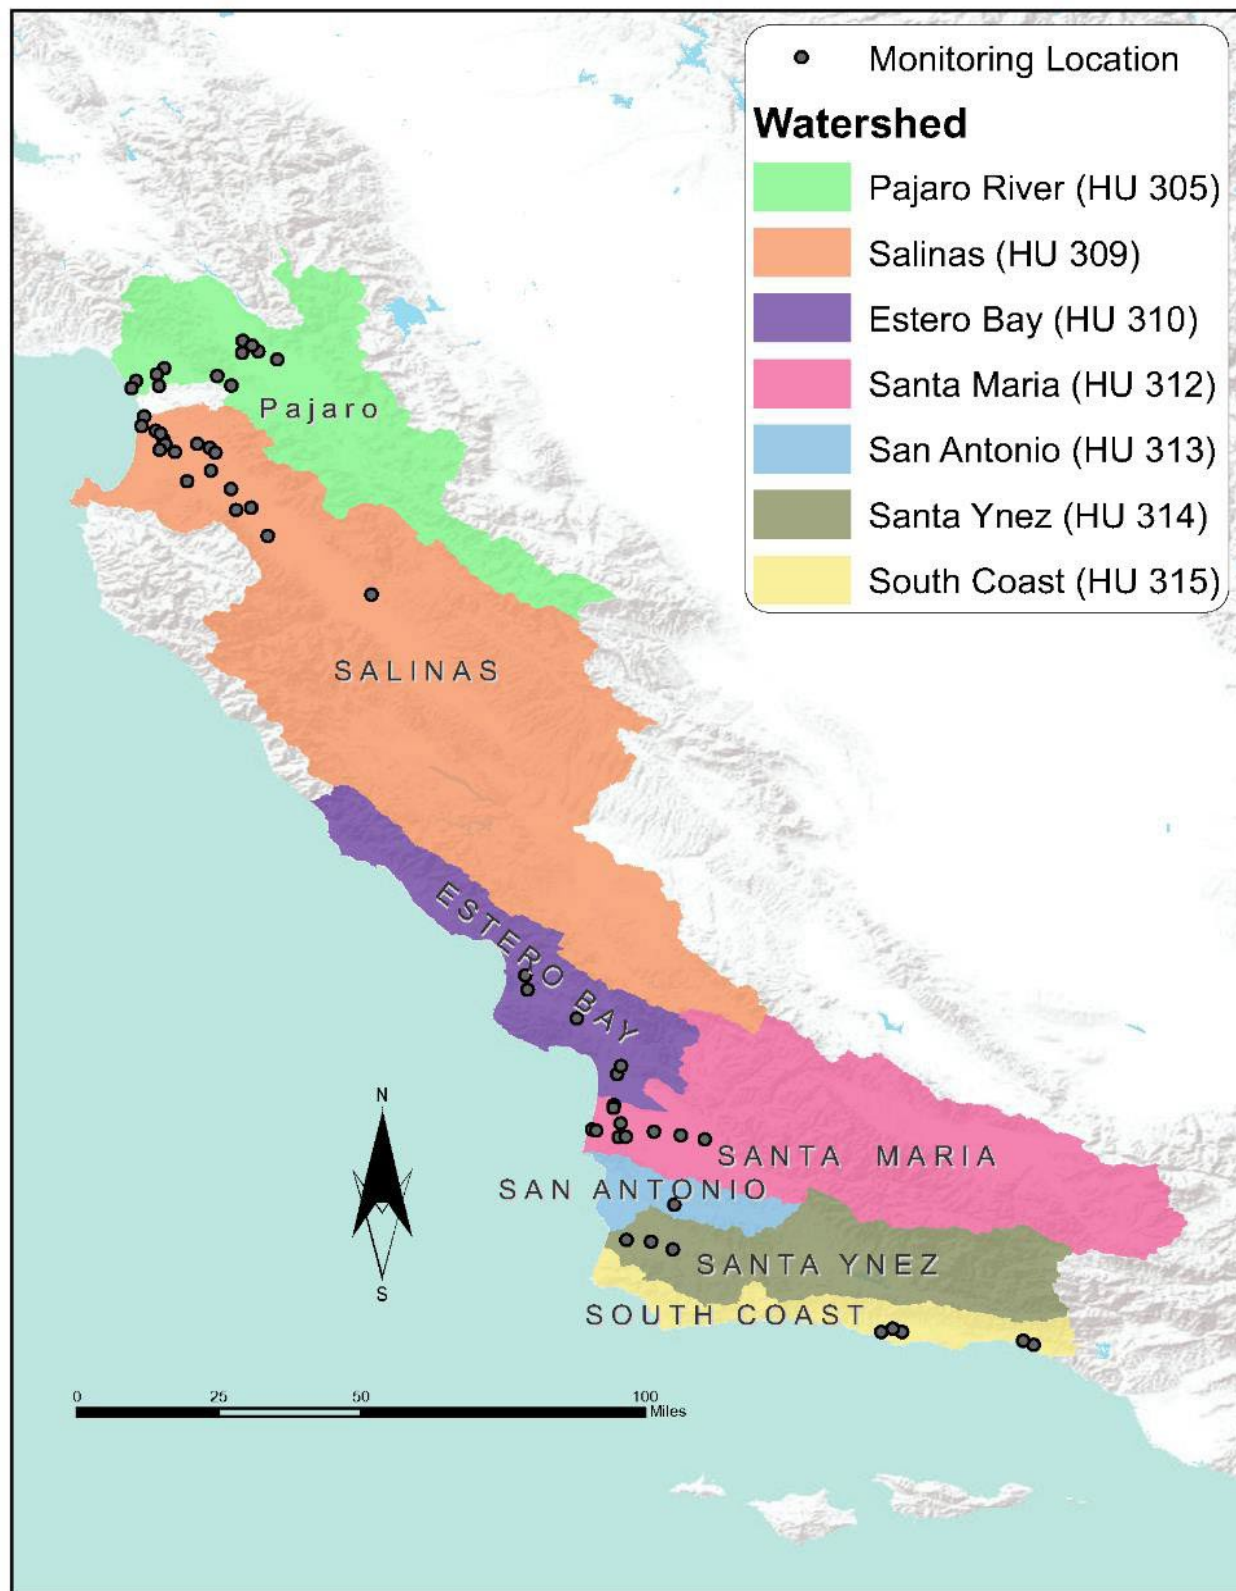 Monitoring Location
Watershed
Pajaro River (HU 305)
Salinas (HU 309)
Estero Bay (HU 310)
Santa Maria (HU 312)
San Antonio (HU 313)
Santa Ynez (HU 314)
South Coast (HU 315)
Pajaro
SALINAS
ESTERO BAY
N
S
SANTA MARIA
SAN ANTONIO
SANTA YNEZ
SOUTH COAST
0 25 50 100
Miles